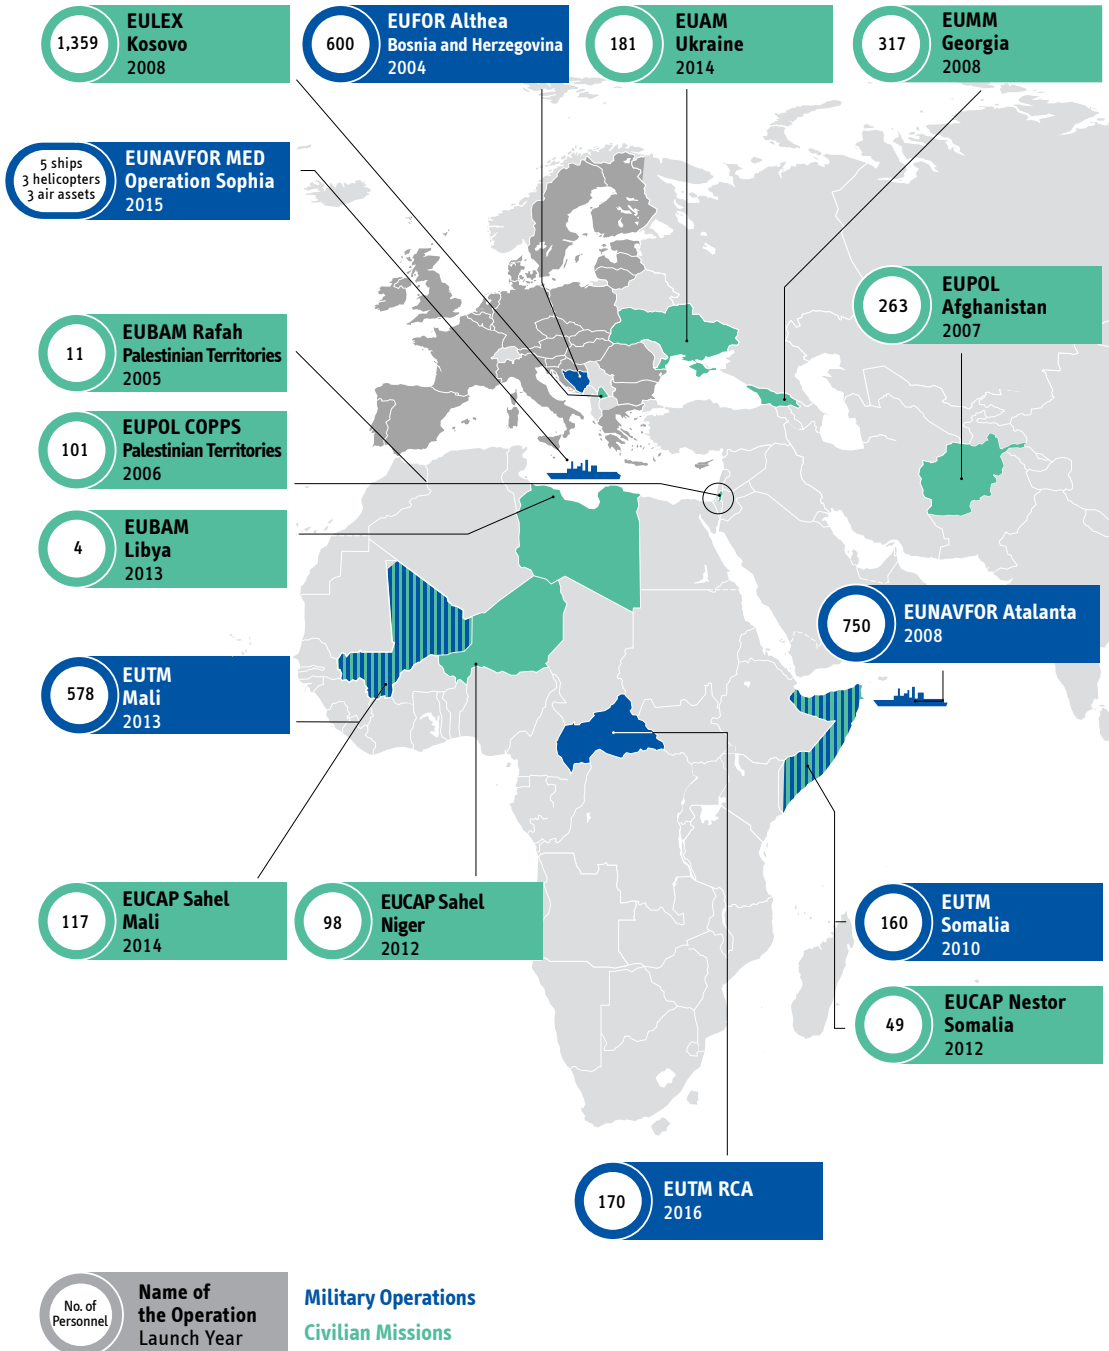 1,359
EULEX
Kosovo
2008
600
EUFOR Althea
Bosnia and Herzegovina
2004
181
EUAM
Ukraine
2014
317
EUMM
Georgia
2008
5 ships
3 helicopters
3 air assets
EUNAVFOR MED
Operation Sophia
2015
263
EUPOL
Afghanistan
2007
11
EUBAM Rafah
Palestinian Territories
2005
101
EUPOL COPPS
Palestinian Territories
2006
4
EUBAM
Libya
2013
750
EUNAVFOR Atalanta
2008
578
EUTM
Mali
2013
117
EUCAP Sahel
Mali
2014
98
EUCAP Sahel
Niger
2012
160
EUTM
Somalia
2010
49
EUCAP Nestor
Somalia
2012
170
EUTM RCA
2016
No. of
Personnel
Name of
the Operation
Launch Year
Military Operations
Civilian Missions